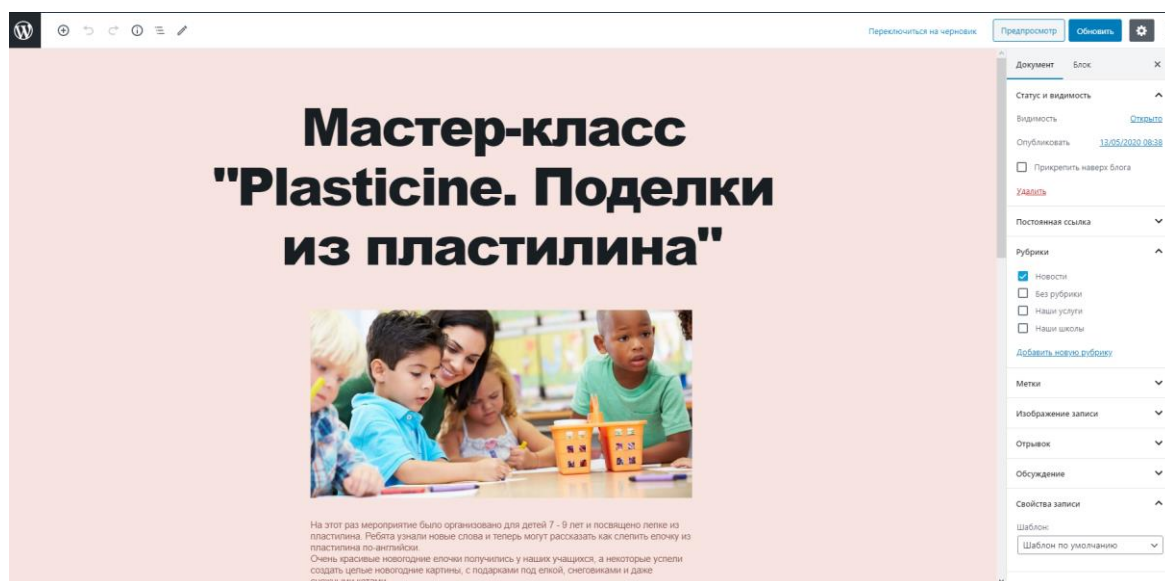 Переключиться на черновик
Предпросмотр
Обновить
Мастер-класс
"Plasticine. Поделки
из пластилина"
На этот раз мероприятие было организовано для детей 7 - 9 лет и посвящено лепке из
пластилина. Ребята узнали новые слова и теперь могут рассказать как слепить елочку из
пластилина по-английски.
Очень красивые новогодние елочки получились у наших учащихся, а некоторые успели
создать целые новогодние картины, с подарками под елкой, снеговиками и даже
Документ Блок
Статус и видимость
Видимость Открыто
Опубликовать 13/05/2020 08:38
Прикрепить наверх блога
Удалить
Постоянная ссылка
Рубрики
Новости
Без рубрики
Наши услуги
Наши школы
Добавить новую рубрику
Метки
Изображение записи
Отрывок
Обсуждение
Свойства записи
Шаблон:
Шаблон по умолчанию